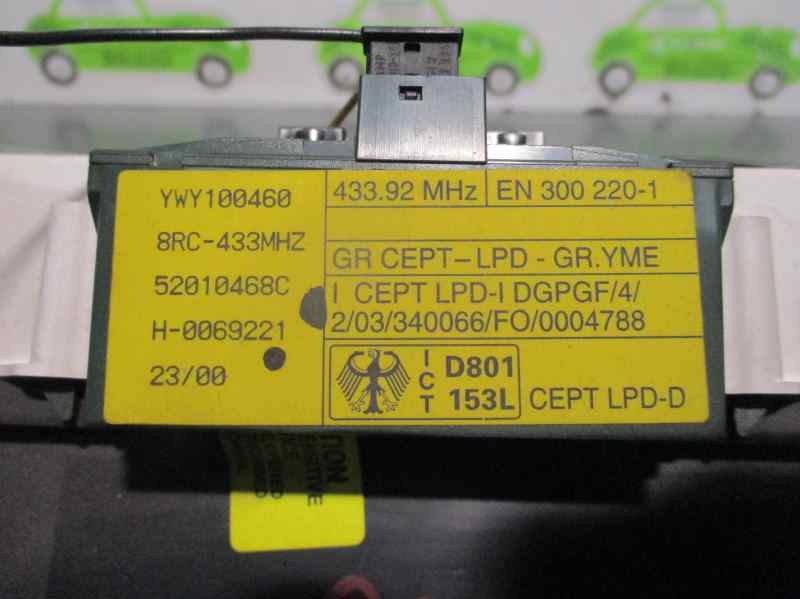 YWY100460
8RC-433MHZ
52010468C
H-0069221
23/00
433.92 MHz
EN 300 220-1
GR CEPT-LPD - GR.YME
I CEPT LPD-I DGPGF/4/
2/03/340066/FO/0004788
ICT
D801
153L
CEPT LPD-D